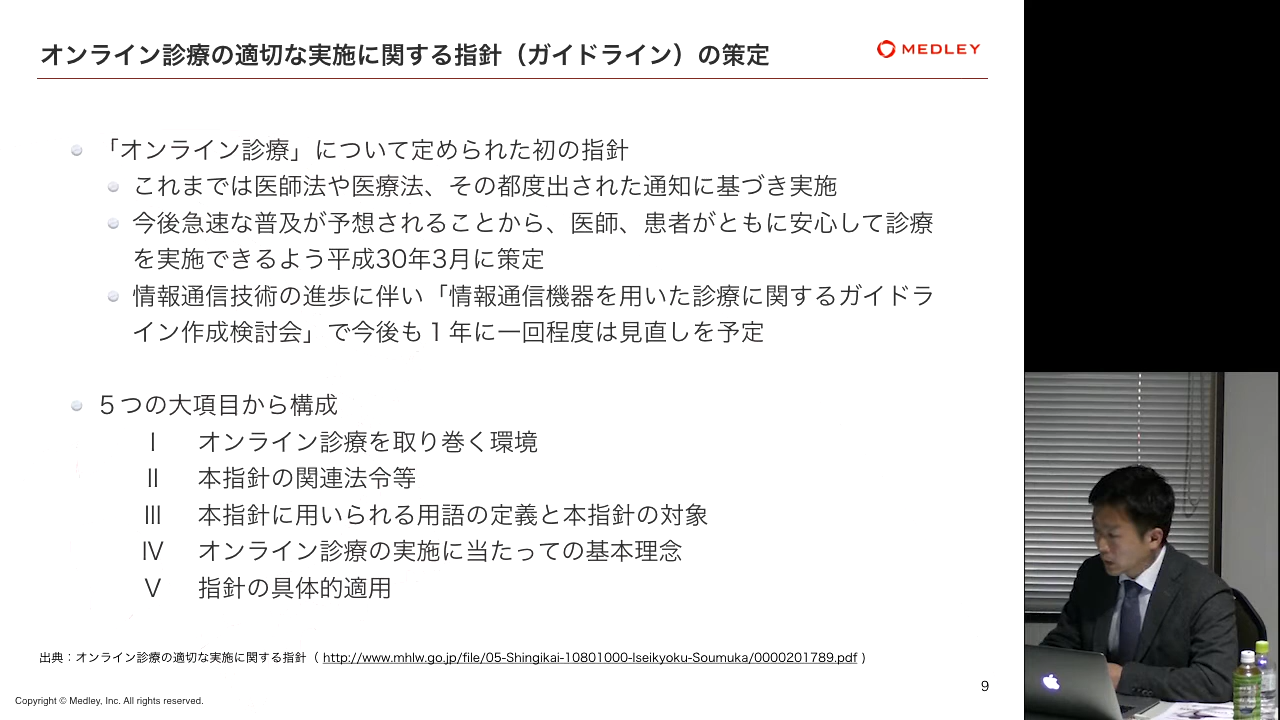 オンライン診療の適切な実施に関する指針（ガイドライン）の策定
MEDLEY
「オンライン診療」について定められた初の指針
これまでは医師法や医療法、その都度出された通知に基づき実施
今後急速な普及が予想されることから、医師、患者がともに安心して診療
を実施できるよう平成30年3月に策定
情報通信技術の進歩に伴い「情報通信機器を用いた診療に関するガイドラ
イン作成検討会」で今後も１年に一回程度は見直しを予定
５つの大項目から構成
Ⅰ オンライン診療を取り巻く環境
Ⅱ 本指針の関連法令等
Ⅲ 本指針に用いられる用語の定義と本指針の対象
Ⅳ オンライン診療の実施に当たっての基本理念
Ⅴ 指針の具体的適用
出典：オンライン診療の適切な実施に関する指針（ http://www.mhlw.go.jp/file/05-Shingikai-10801000-Iseikyoku-Soumuka/0000201789.pdf ）
9
Copyright © Medley, Inc. All rights reserved.